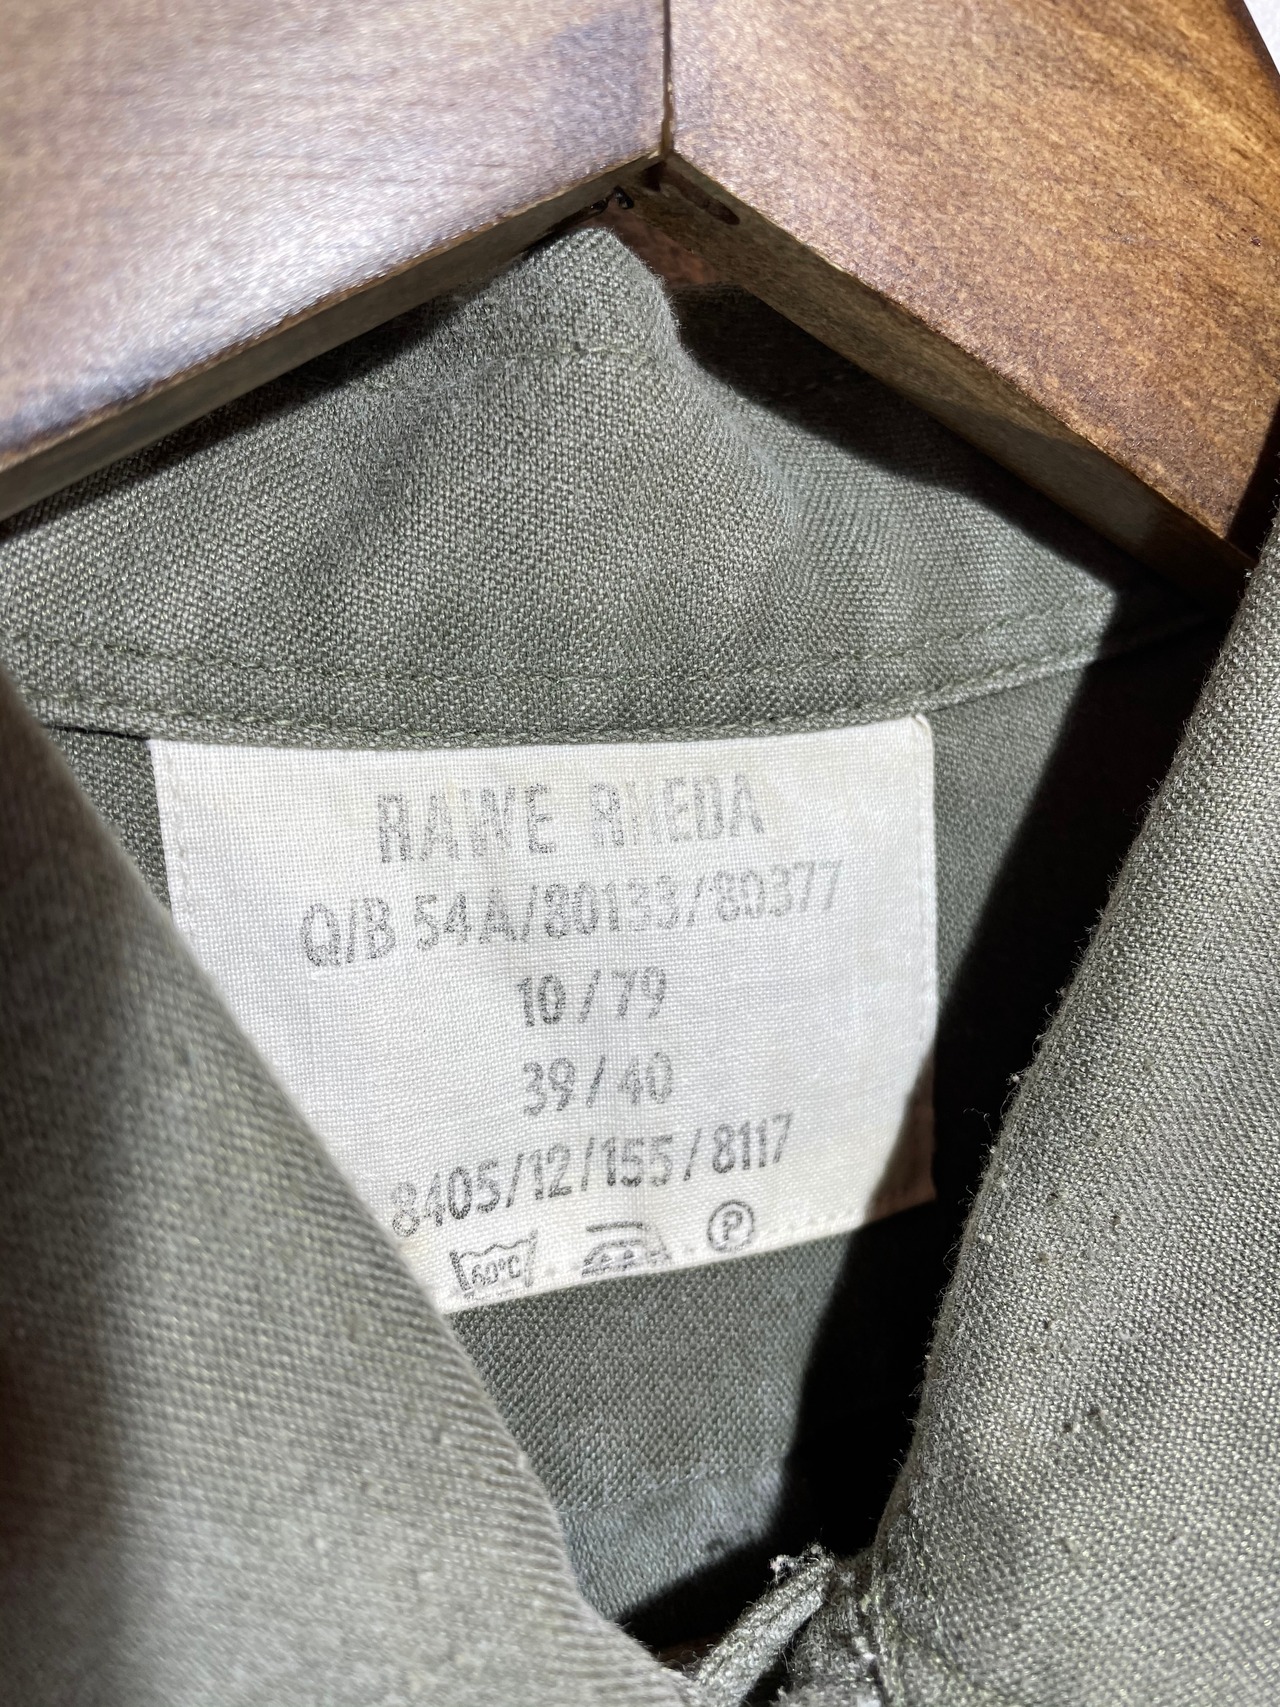 RAWE RHEDA
Q/B 54A/80133/80377
10/79
39/40
8405/12/155/8117
60°C
P